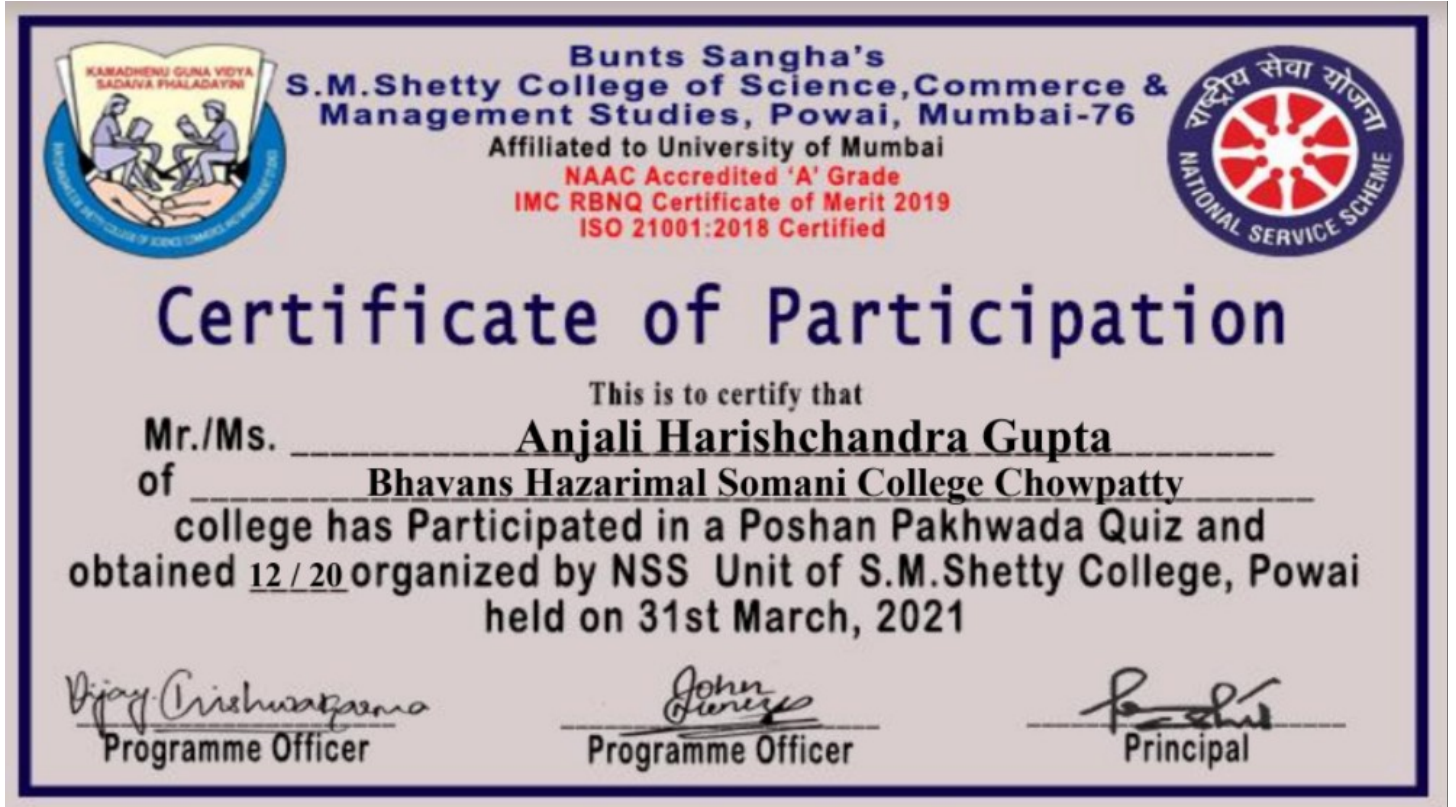 KAMADHENU GUNA VIDYA
SADAIVA PHALADAYINI
Bunts Sangha's
S.M.Shetty College of Science,Commerce &
Management Studies, Powai, Mumbai-76
Affiliated to University of Mumbai
NAAC Accredited 'A' Grade
IMC RBNQ Certificate of Merit 2019
ISO 21001:2018 Certified
राष्ट्रीय सेवा योजना
NATIONAL SERVICE SCHEME
Certificate of Participation
This is to certify that
Mr./Ms. Anjali Harishchandra Gupta
of Bhavans Hazarimal Somani College Chowpatty
college has Participated in a Poshan Pakhwada Quiz and
obtained 12 / 20 organized by NSS Unit of S.M.Shetty College, Powai
held on 31st March, 2021
Vijay Vishwakarma
John
Programme Officer
Programme Officer
Principal